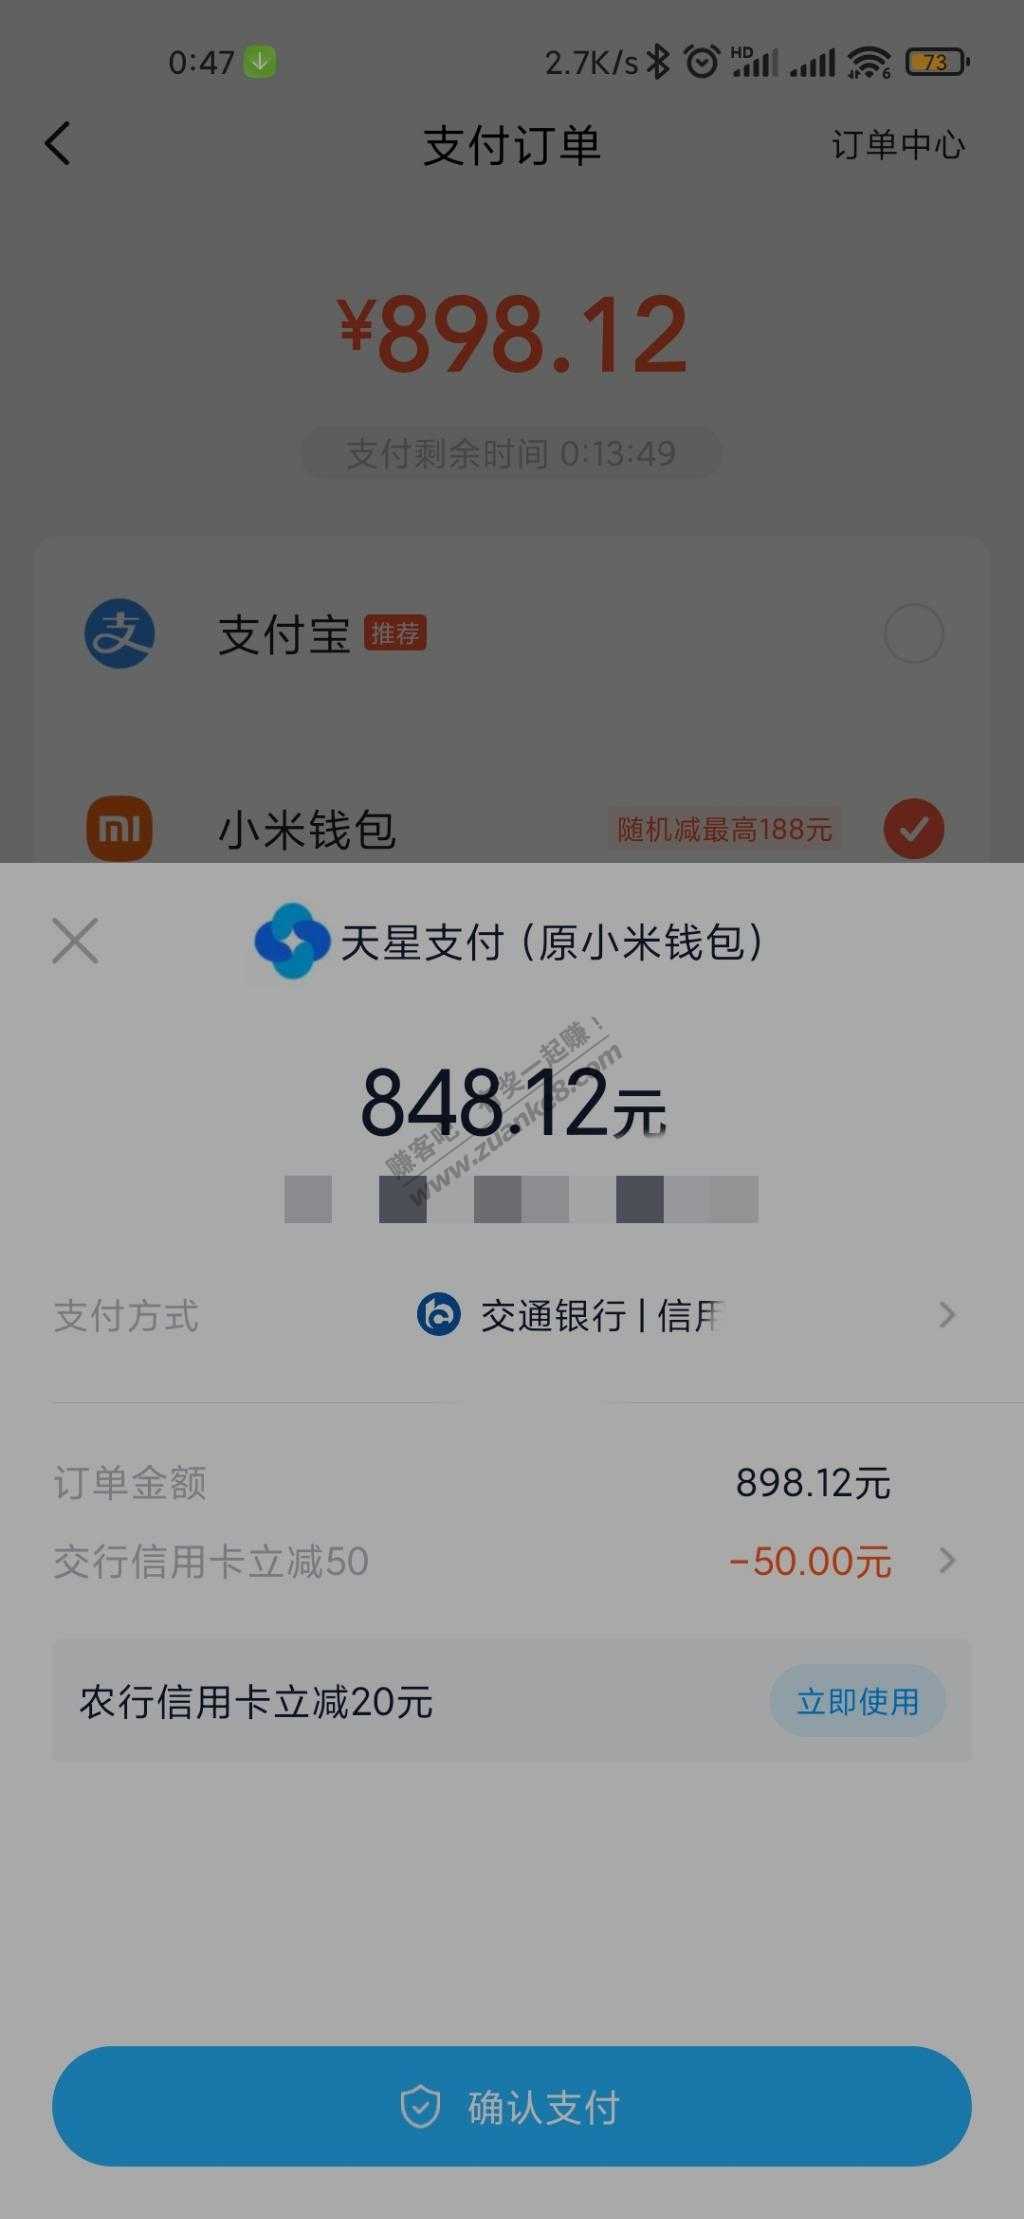 0:47 2.7K/s HD 6 73
支付订单 订单中心
¥898.12
支付剩余时间 0:13:49
支付宝 推荐
小米钱包 随机减最高188元
天星支付（原小米钱包）
848.12元
赚客吧 有奖一起赚！
www.zuanke8.com
支付方式 交通银行 | 信用
订单金额 898.12元
交行信用卡立减50 -50.00元
农行信用卡立减20元 立即使用
确认支付